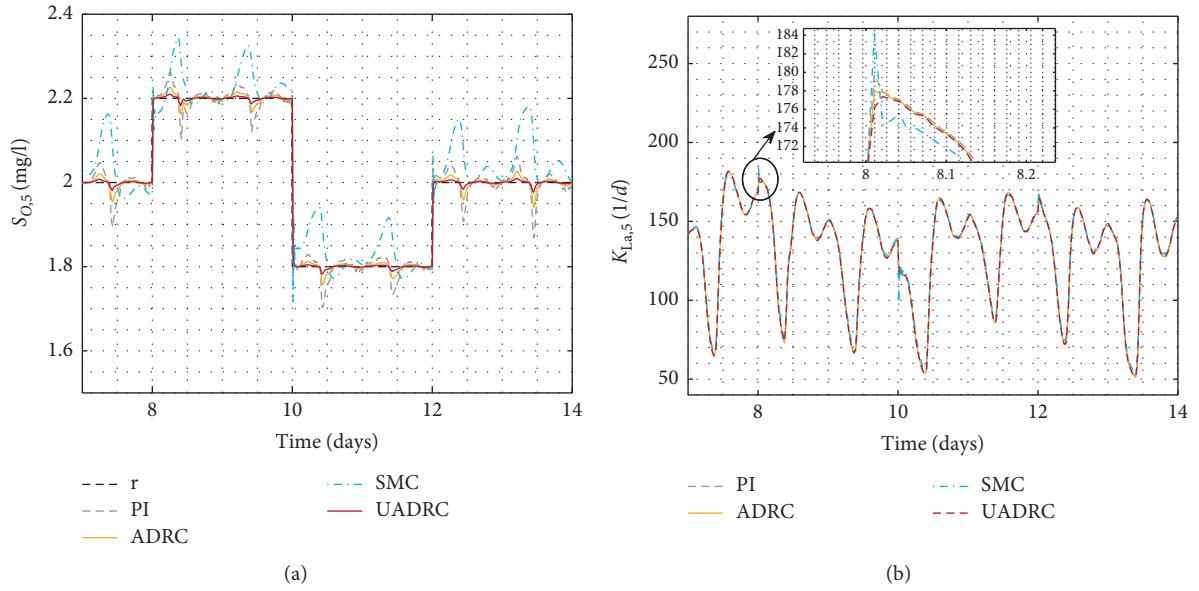 2.4
2.2
2
1.8
1.6
S_{O,5} (mg/l)
8 10 12 14
Time (days)
r
PI
ADRC
SMC
UADRC
(a)
250
200
150
100
50
K_{La,5} (1/d)
184
182
180
178
176
174
172
8 8.1 8.2
8 10 12 14
Time (days)
PI
ADRC
SMC
UADRC
(b)